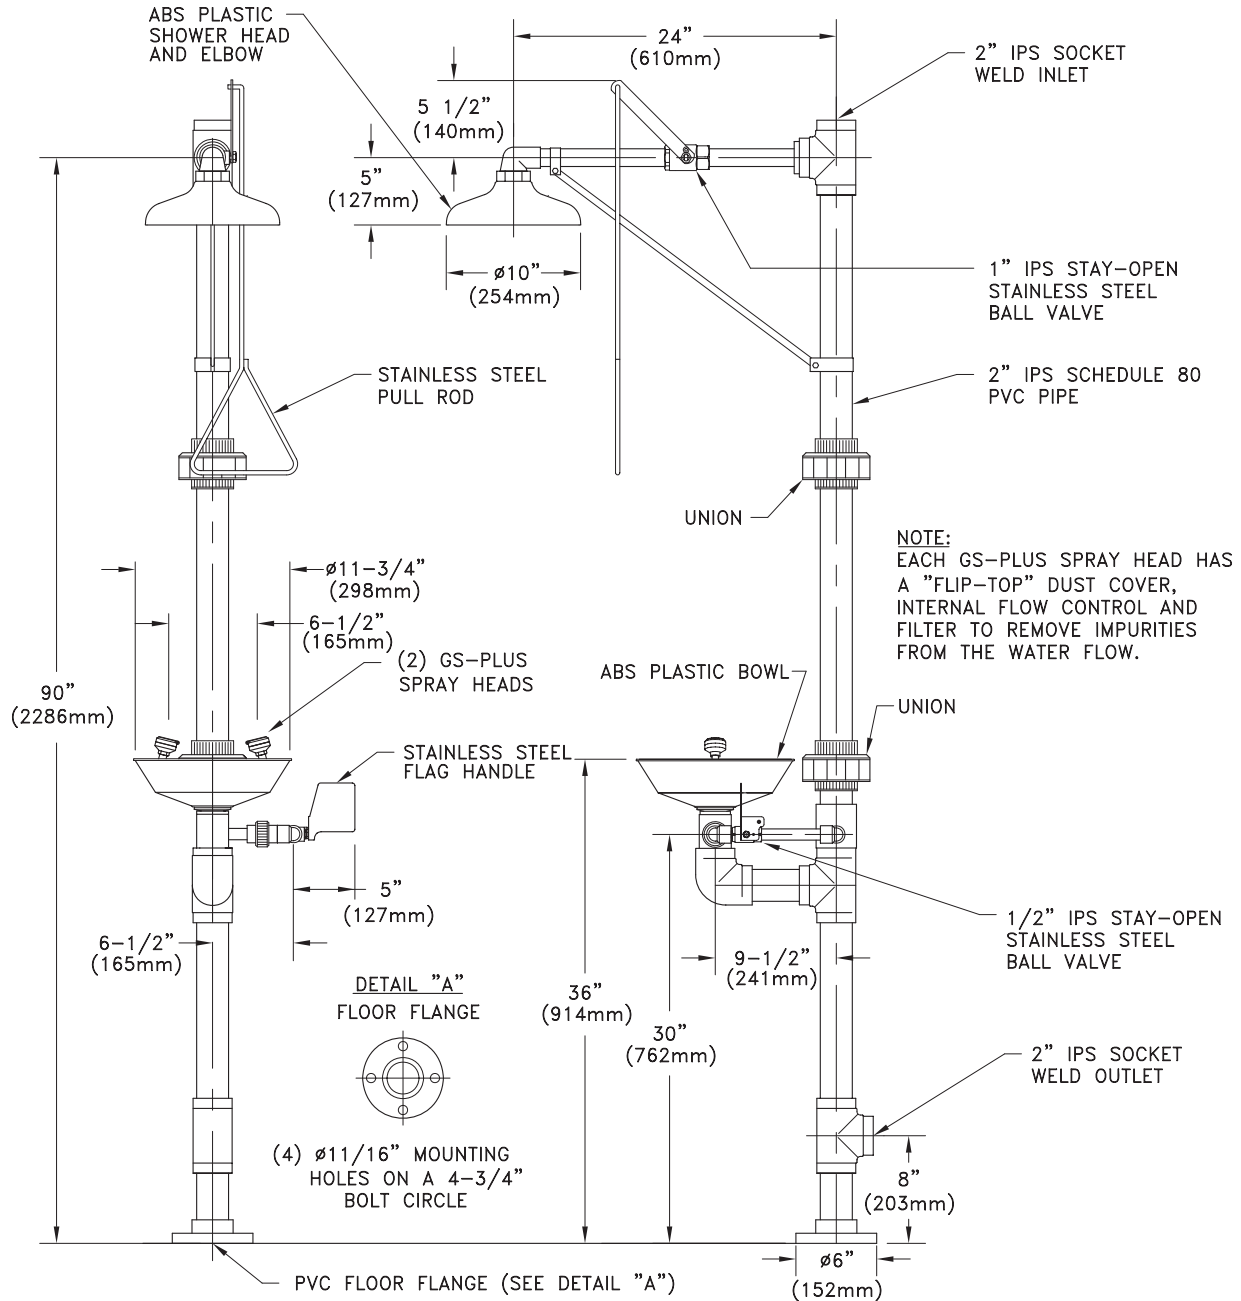 ABS PLASTIC
SHOWER HEAD
AND ELBOW
24”
(610mm)
2” IPS SOCKET
WELD INLET
5 1/2”
(140mm)
5”
(127mm)
ø10”
(254mm)
1” IPS STAY-OPEN
STAINLESS STEEL
BALL VALVE
STAINLESS STEEL
PULL ROD
2” IPS SCHEDULE 80
PVC PIPE
UNION
NOTE:
EACH GS-PLUS SPRAY HEAD HAS
A ”FLIP-TOP” DUST COVER,
INTERNAL FLOW CONTROL AND
FILTER TO REMOVE IMPURITIES
FROM THE WATER FLOW.
ø11-3/4”
(298mm)
6-1/2”
(165mm)
(2) GS-PLUS
SPRAY HEADS
ABS PLASTIC BOWL
90”
(2286mm)
UNION
STAINLESS STEEL
FLAG HANDLE
5”
(127mm)
6-1/2”
(165mm)
1/2” IPS STAY-OPEN
STAINLESS STEEL
BALL VALVE
9-1/2”
(241mm)
DETAIL ”A”
FLOOR FLANGE
36”
(914mm)
30”
(762mm)
2” IPS SOCKET
WELD OUTLET
(4) ø11/16” MOUNTING
HOLES ON A 4-3/4”
BOLT CIRCLE
8”
(203mm)
ø6”
(152mm)
PVC FLOOR FLANGE (SEE DETAIL ”A”)